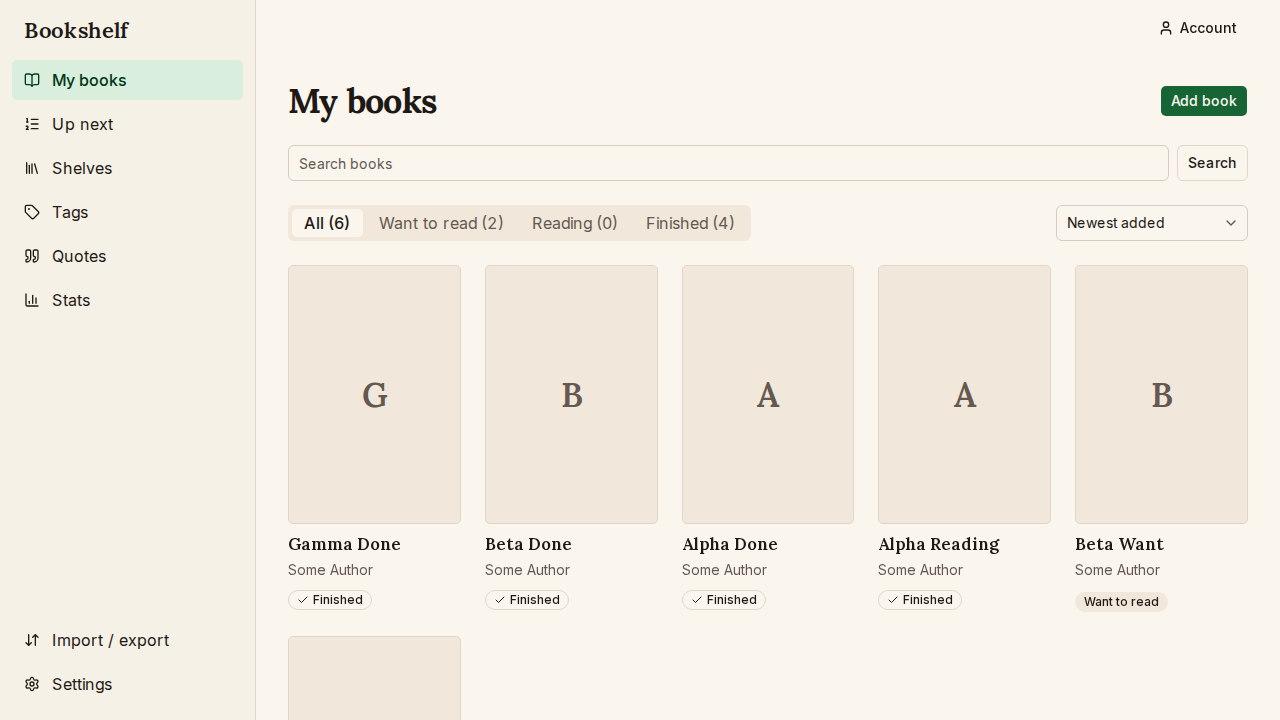 Bookshelf
Account
My books
Up next
Shelves
Tags
Quotes
Stats
Import / export
Settings
My books
Add book
Search books
Search
All (6)
Want to read (2)
Reading (0)
Finished (4)
Newest added
G
B
A
A
B
Gamma Done
Some Author
Finished
Beta Done
Some Author
Finished
Alpha Done
Some Author
Finished
Alpha Reading
Some Author
Finished
Beta Want
Some Author
Want to read